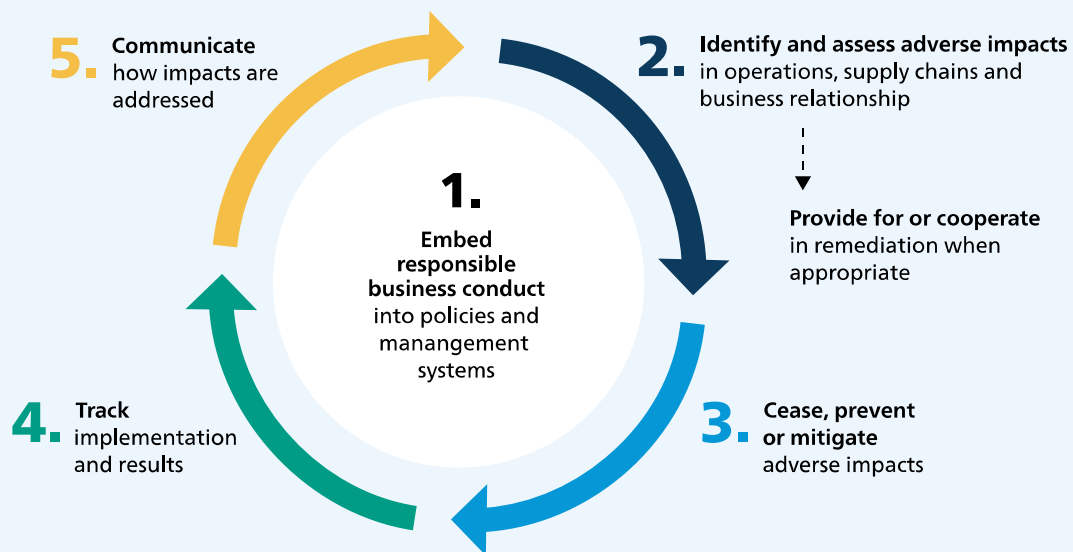 1.
Embed
responsible
business conduct
into policies and
manangement
systems
2.
Identify and assess adverse impacts
in operations, supply chains and
business relationship
Provide for or cooperate
in remediation when
appropriate
3.
Cease, prevent
or mitigate
adverse impacts
4.
Track
implementation
and results
5.
Communicate
how impacts are
addressed